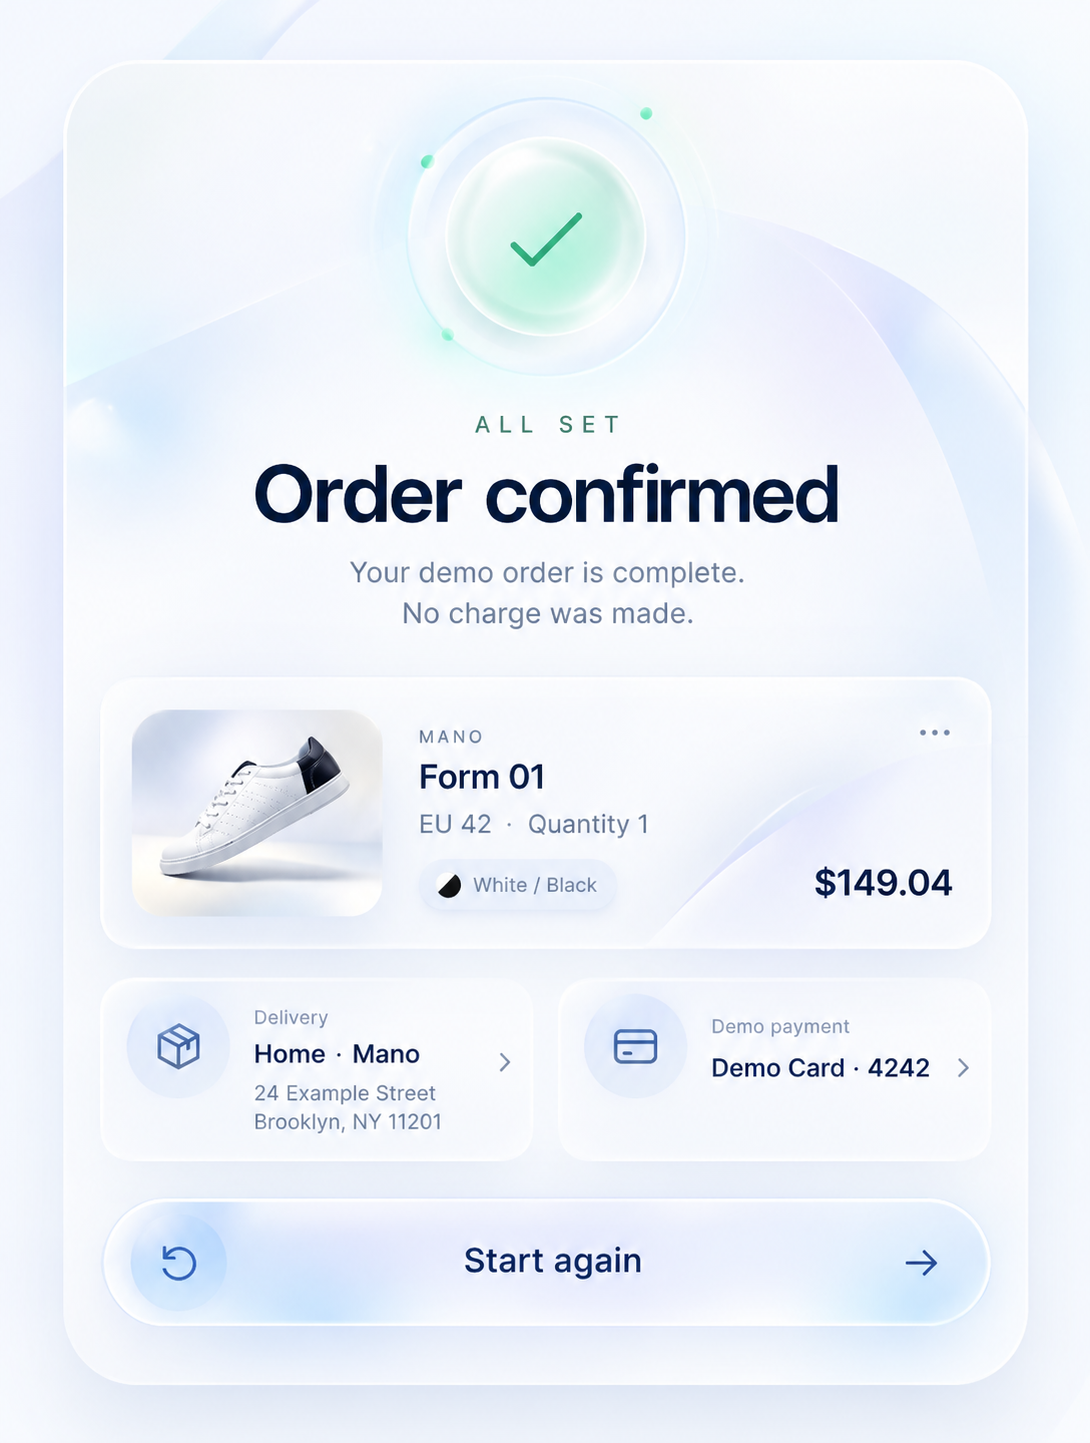 ALL SET
Order confirmed
Your demo order is complete.
No charge was made.
MANO
Form 01
EU 42 · Quantity 1
White / Black
$149.04
Delivery
Home · Mano
24 Example Street
Brooklyn, NY 11201
Demo payment
Demo Card · 4242
Start again